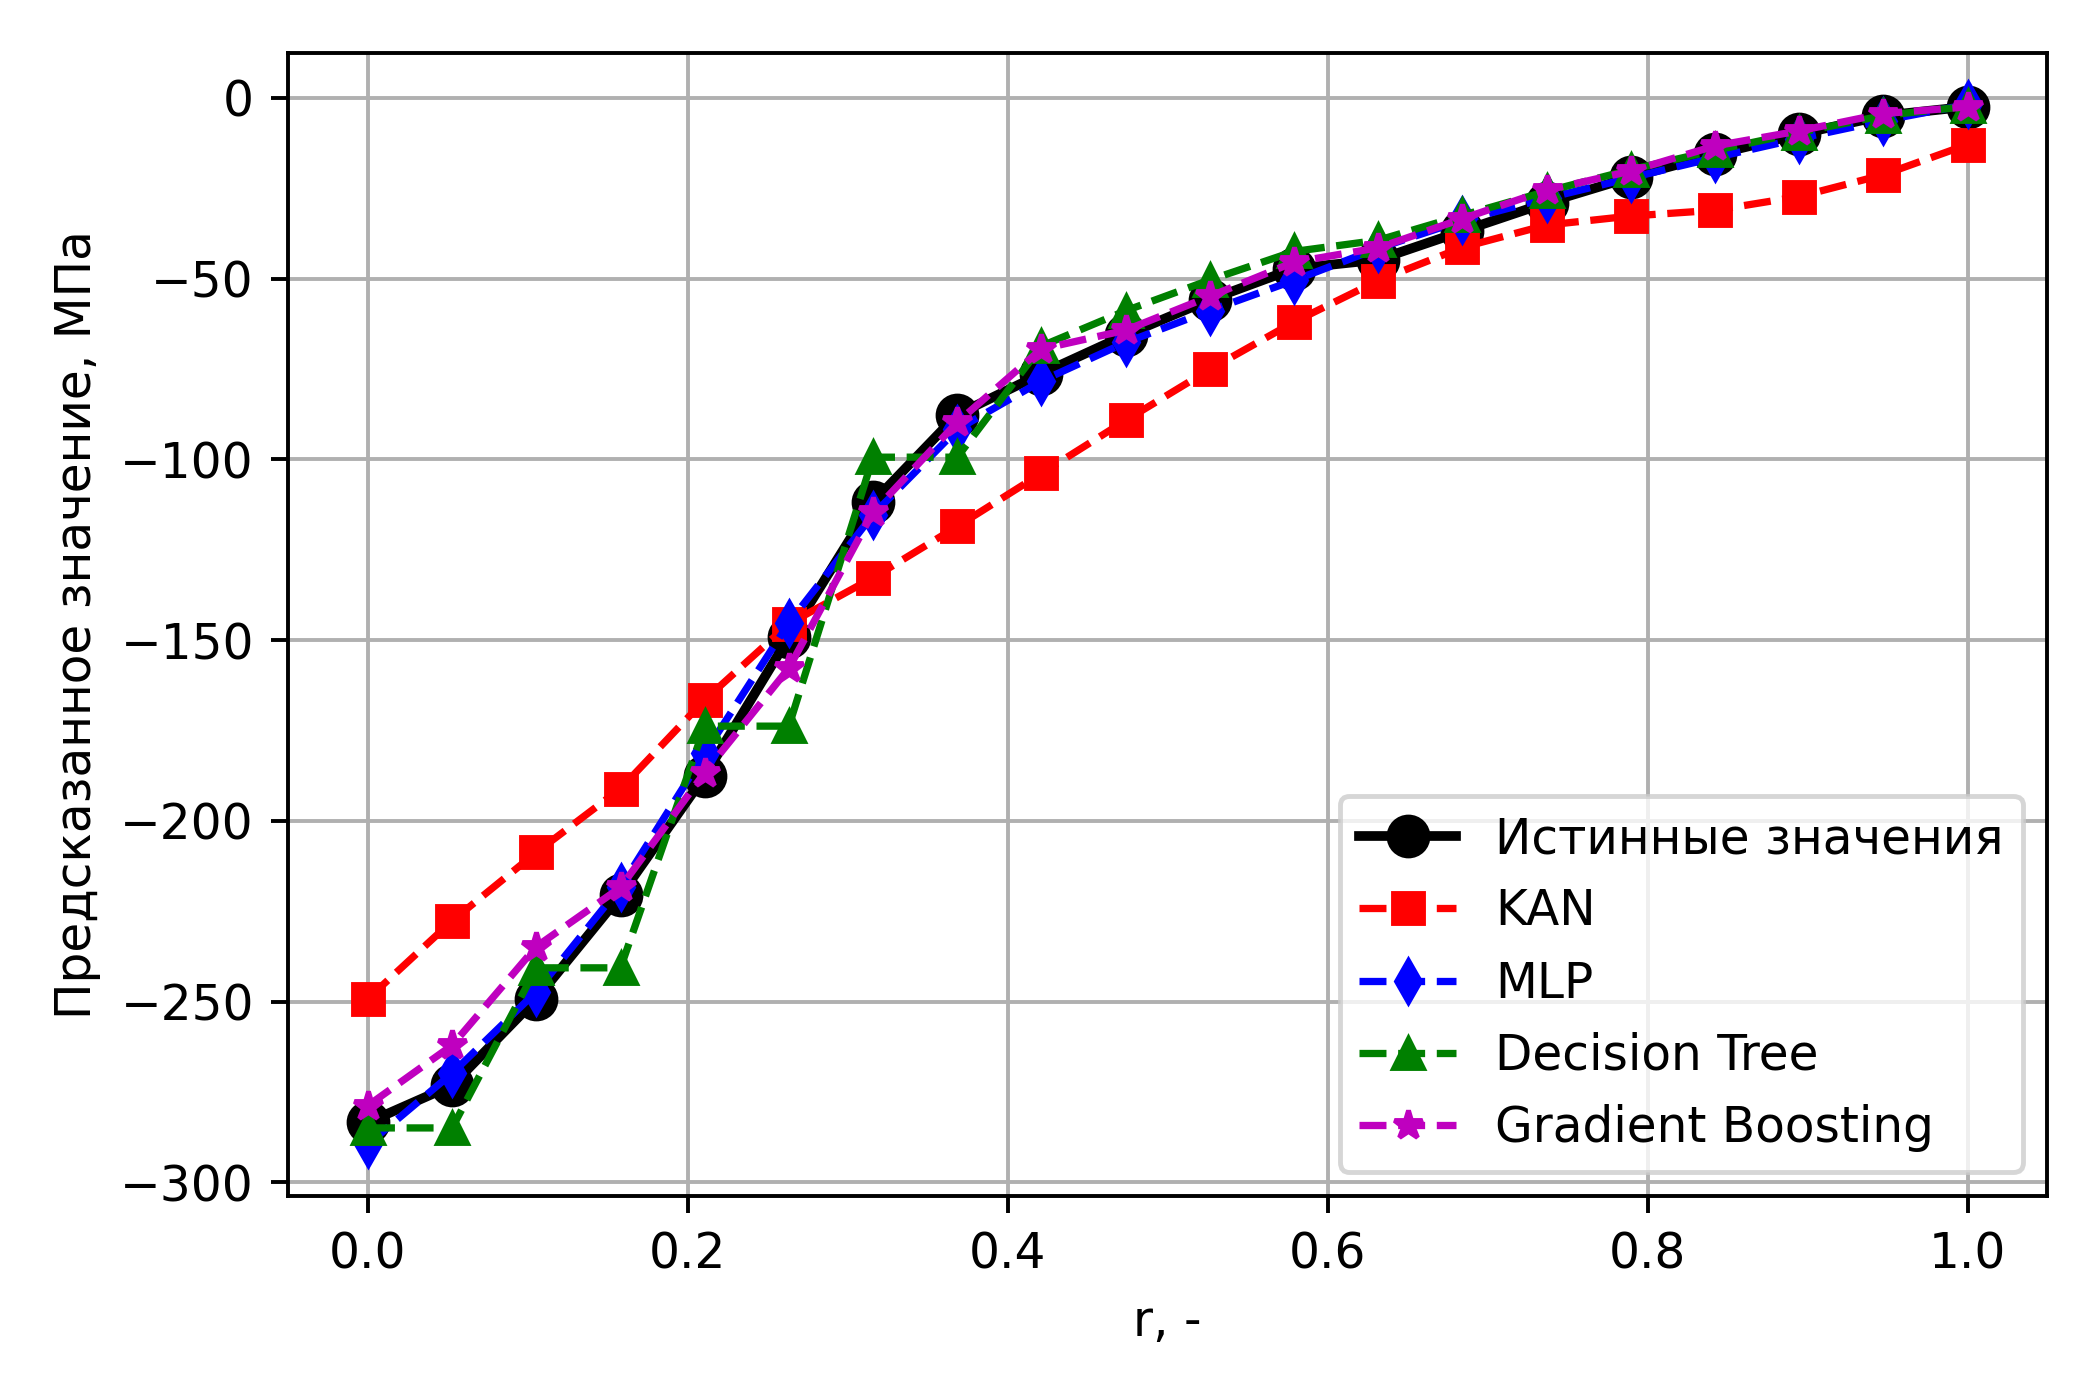 Предсказанное значение, МПа
0
−50
−100
−150
−200
−250
−300
0.0
0.2
0.4
0.6
0.8
1.0
r, -
Истинные значения
KAN
MLP
Decision Tree
Gradient Boosting